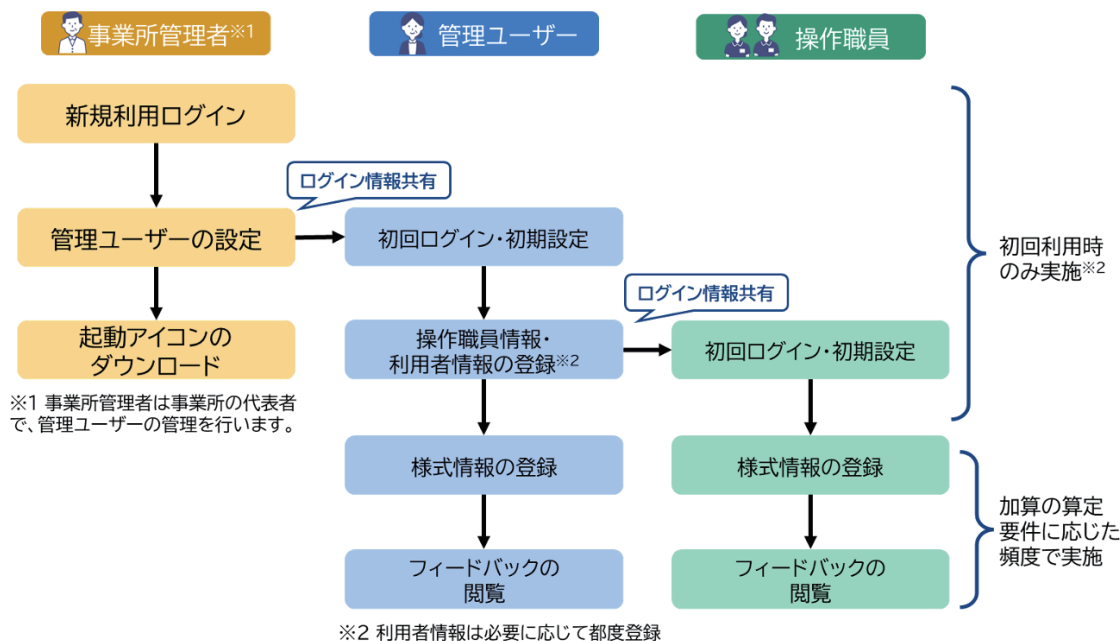 事業所管理者※1
管理ユーザー
操作職員
新規利用ログイン
ログイン情報共有
管理ユーザーの設定
初回ログイン・初期設定
初回利用時
のみ実施※2
ログイン情報共有
起動アイコンの
ダウンロード
操作職員情報・
利用者情報の登録※2
初回ログイン・初期設定
※1 事業所管理者は事業所の代表者
で、管理ユーザーの管理を行います。
様式情報の登録
様式情報の登録
加算の算定
要件に応じた
頻度で実施
フィードバックの
閲覧
フィードバックの
閲覧
※2 利用者情報は必要に応じて都度登録